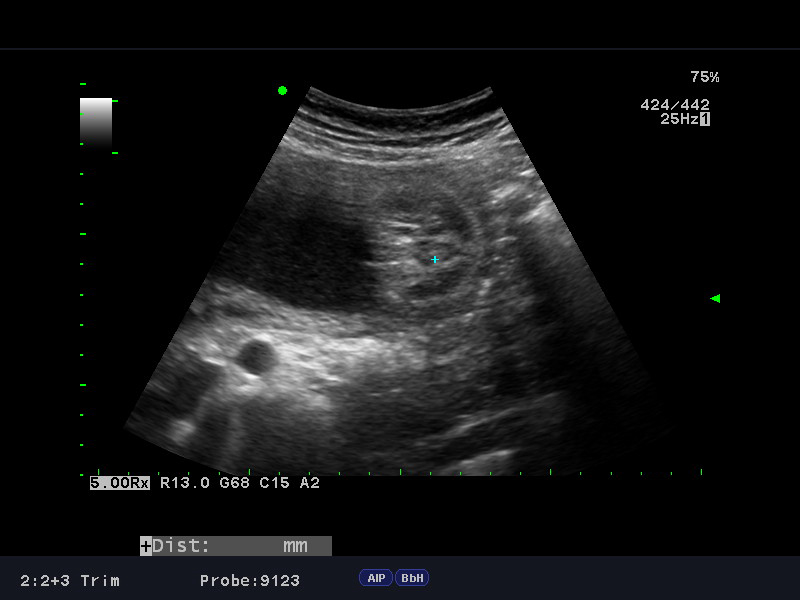 75%
424/442
25Hz1
5.00Rx R13.0 G68 C15 A2
+Dist: mm
2:2+3 Trim Probe:9123 AIP BbH